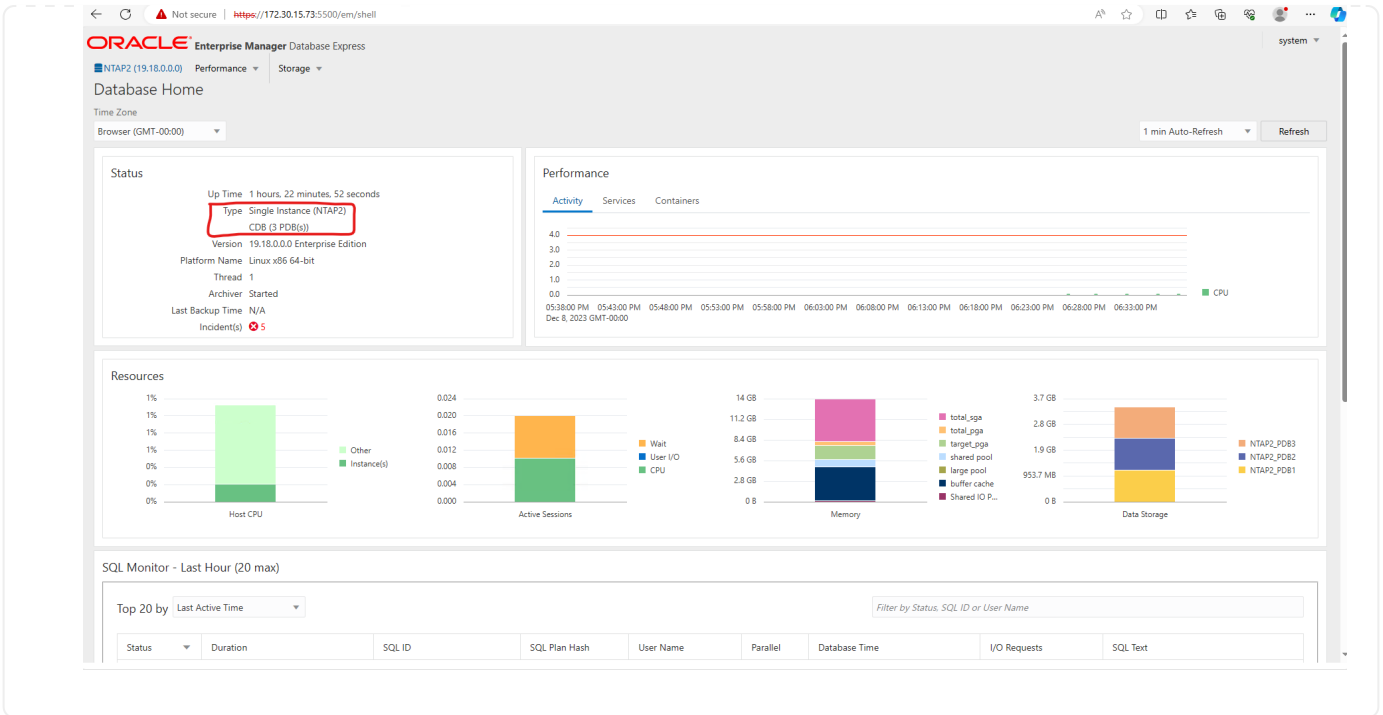 Not secure
https://172.30.15.73:5500/em/shell
ORACLE Enterprise Manager Database Express
system
NTAP2 (19.18.0.0.0) Performance Storage
Database Home
Time Zone
Browser (GMT-00:00)
1 min Auto-Refresh
Refresh
Status
Up Time 1 hours, 22 minutes, 52 seconds
Type Single Instance (NTAP2)
CDB (3 PDB(s))
Version 19.18.0.0.0 Enterprise Edition
Platform Name Linux x86 64-bit
Thread 1
Archiver Started
Last Backup Time N/A
Incident(s) 5
Performance
Activity Services Containers
4.0
3.0
2.0
1.0
0.0
05:38:00 PM 05:43:00 PM 05:48:00 PM 05:53:00 PM 05:58:00 PM 06:03:00 PM 06:08:00 PM 06:13:00 PM 06:18:00 PM 06:23:00 PM 06:28:00 PM 06:33:00 PM
Dec 8, 2023 GMT-00:00
CPU
Resources
1%
1%
1%
1%
0%
0%
0%
Host CPU
Other
Instance(s)
0.024
0.020
0.016
0.012
0.008
0.004
0.000
Active Sessions
Wait
User I/O
CPU
14 GB
11.2 GB
8.4 GB
5.6 GB
2.8 GB
0 B
Memory
total_sga
total_pga
target_pga
shared pool
large pool
buffer cache
Shared IO P...
3.7 GB
2.8 GB
1.9 GB
953.7 MB
0 B
Data Storage
NTAP2_PDB3
NTAP2_PDB2
NTAP2_PDB1
SQL Monitor - Last Hour (20 max)
Top 20 by Last Active Time
Filter by Status, SQL ID or User Name
Status Duration SQL ID SQL Plan Hash User Name Parallel Database Time I/O Requests SQL Text